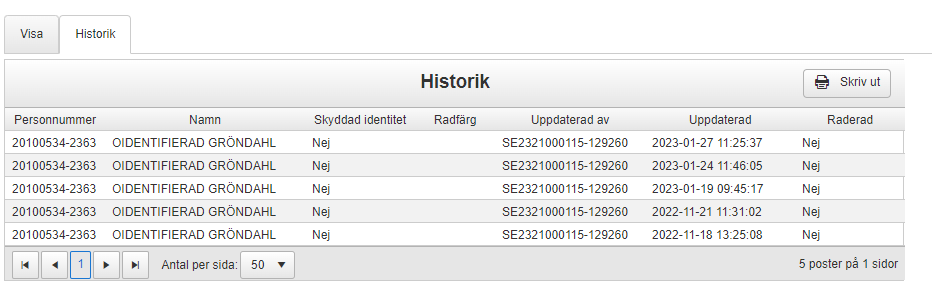 Visa Historik
Historik
Skriv ut
Personnummer Namn Skyddad identitet Radfärg Uppdaterad av Uppdaterad Raderad
20100534-2363 OIDENTIFIERAD GRÖNDAHL Nej SE2321000115-129260 2023-01-27 11:25:37 Nej
20100534-2363 OIDENTIFIERAD GRÖNDAHL Nej SE2321000115-129260 2023-01-24 11:46:05 Nej
20100534-2363 OIDENTIFIERAD GRÖNDAHL Nej SE2321000115-129260 2023-01-19 09:45:17 Nej
20100534-2363 OIDENTIFIERAD GRÖNDAHL Nej SE2321000115-129260 2022-11-21 11:31:02 Nej
20100534-2363 OIDENTIFIERAD GRÖNDAHL Nej SE2321000115-129260 2022-11-18 13:25:08 Nej
1 Antal per sida: 50 5 poster på 1 sidor